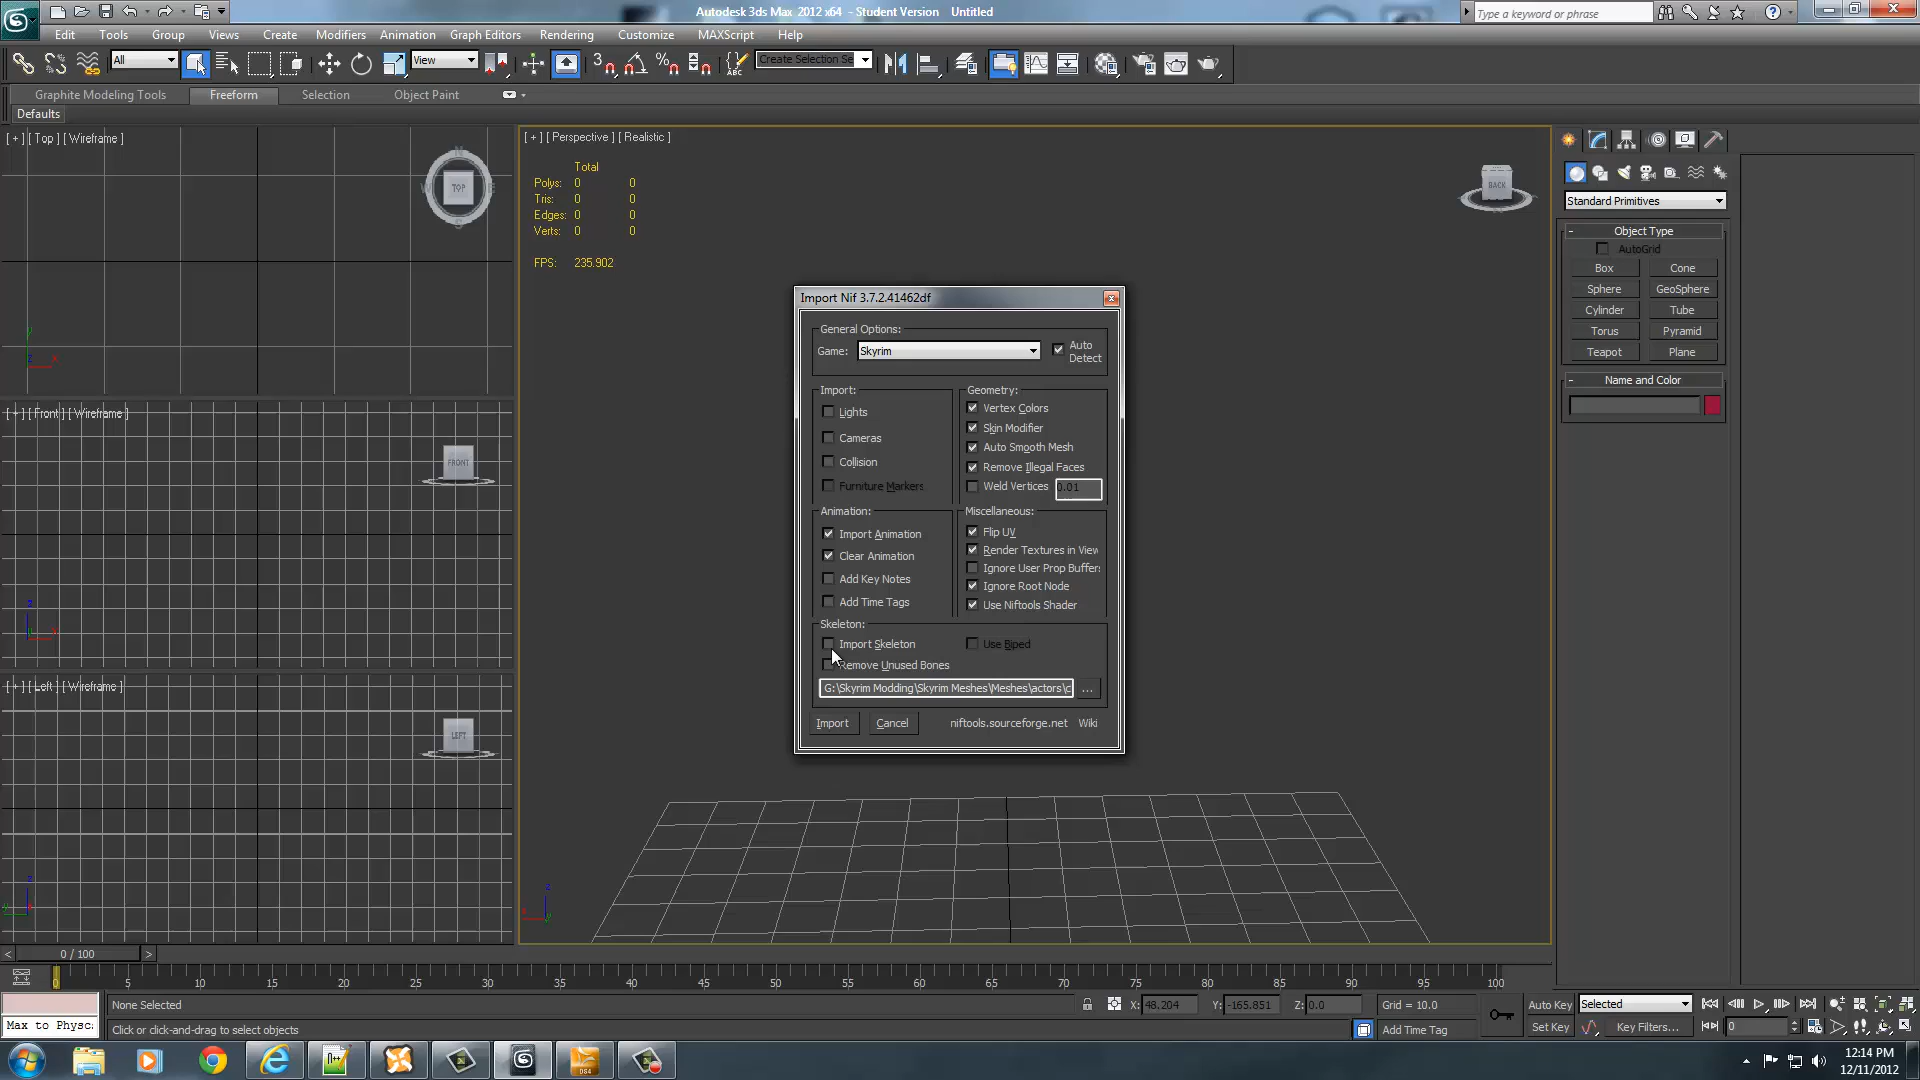 Autodesk 3ds Max 2012 x64 - Student Version Untitled
Type a keyword or phrase
Edit Tools Group Views Create Modifiers Animation Graph Editors Rendering Customize MAXScript Help
All
View
3
ABC
Create Selection Se
Graphite Modeling Tools Freeform Selection Object Paint
Defaults
[ + ] [ Top ] [ Wireframe ]
TOP
[ + ] [ Perspective ] [ Realistic ]
Total
Polys: 0 0
Tris: 0 0
Edges: 0 0
Verts: 0 0
FPS: 235.902
BACK
Standard Primitives
- Object Type
AutoGrid
Box Cone
Sphere GeoSphere
Cylinder Tube
Torus Pyramid
Teapot Plane
- Name and Color
Import Nif 3.7.2.41462df
General Options:
Game: Skyrim
Auto Detect
Import:
Lights
Cameras
Collision
Furniture Markers
Geometry:
Vertex Colors
Skin Modifier
Auto Smooth Mesh
Remove Illegal Faces
Weld Vertices 0.01
Animation:
Import Animation
Clear Animation
Add Key Notes
Add Time Tags
Miscellaneous:
Flip UV
Render Textures in View
Ignore User Prop Buffer
Ignore Root Node
Use Niftools Shader
Skeleton:
Import Skeleton Use Biped
Remove Unused Bones
G:\Skyrim Modding\Skyrim Meshes\Meshes\actors\c ...
Import Cancel niftools.sourceforge.net Wiki
[ + ] [ Front ] [ Wireframe ]
FRONT
[ + ] [ Left ] [ Wireframe ]
LEFT
< 0 / 100 >
0 5 10 15 20 25 30 35 40 45 50 55 60 65 70 75 80 85 90 95 100
None Selected X: 48.204 Y: -165.851 Z: 0.0 Grid = 10.0 Auto Key Selected
Max to Physc: Click or click-and-drag to select objects Add Time Tag Set Key Key Filters... 0
DS4
12:14 PM
12/11/2012